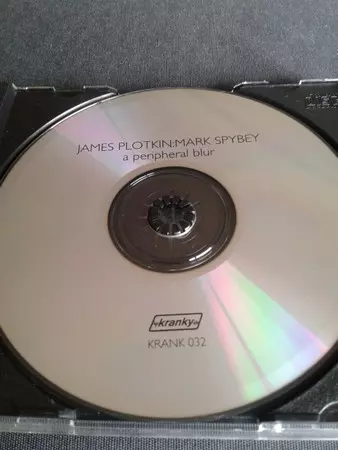 JAMES PLOTKIN:MARK SPYBEY
a peripheral blur
kranky
KRANK 032